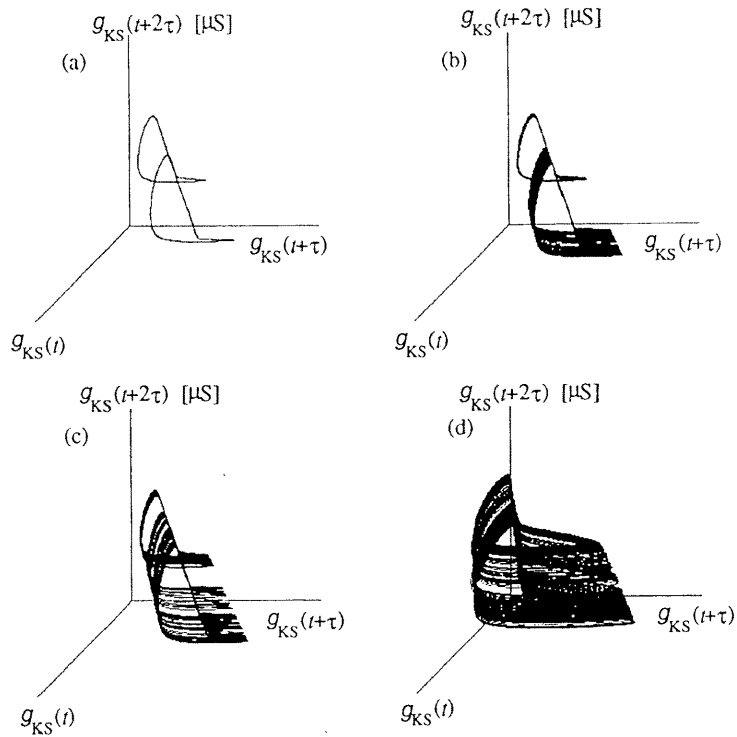 g_KS(t+2τ) [μS]
(a)
g_KS(t+τ)
g_KS(t)
g_KS(t+2τ) [μS]
(b)
g_KS(t+τ)
g_KS(t)
g_KS(t+2τ) [μS]
(c)
g_KS(t+τ)
g_KS(t)
g_KS(t+2τ) [μS]
(d)
g_KS(t+τ)
g_KS(t)